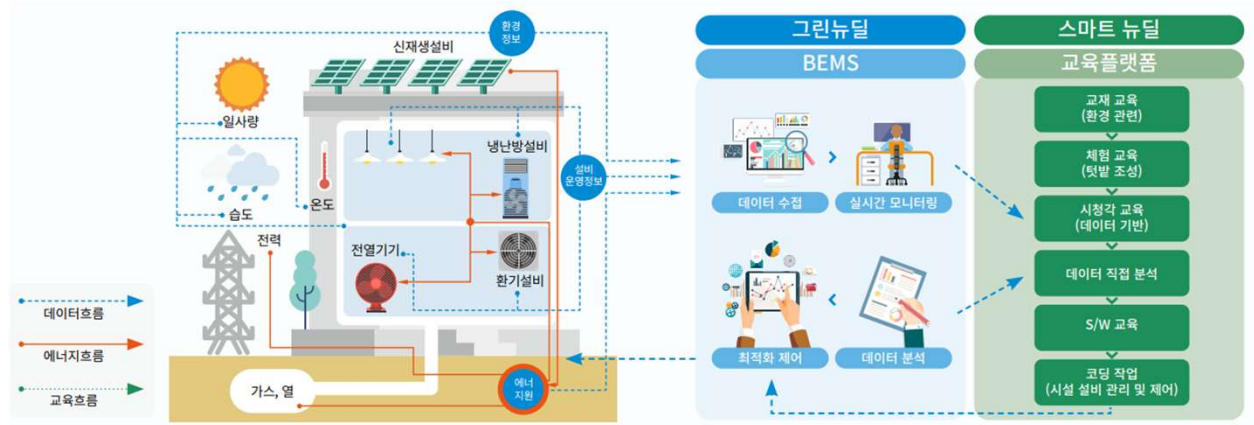 환경
정보
신재생설비
일사량
습도
온도
냉난방설비
설비
운영정보
전력
전열기기
환기설비
데이터흐름
에너지흐름
교육흐름
가스, 열
에너
지원
그린뉴딜
BEMS
데이터 수접
실시간 모니터링
최적화 제어
데이터 분석
스마트 뉴딜
교육플랫폼
교재 교육
(환경 관련)
체험 교육
(텃밭 조성)
시청각 교육
(데이터 기반)
데이터 직접 분석
S/W 교육
코딩 작업
(시설 설비 관리 및 제어)